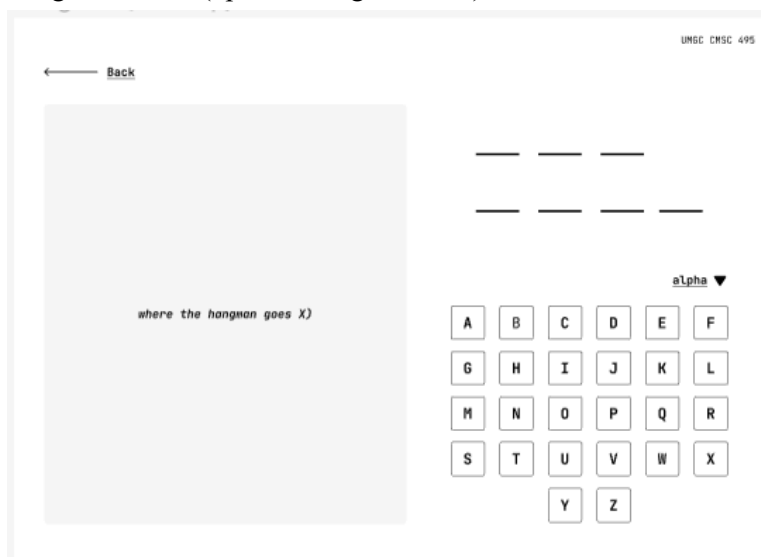 UMGC CMSC 495
Back
where the hangman goes X)
alpha
A B C D E F
G H I J K L
M N O P Q R
S T U V W X
Y Z